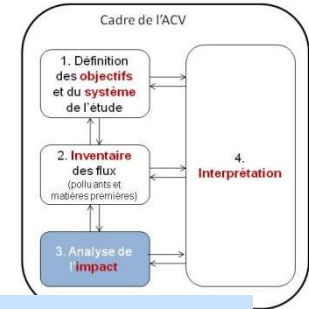 Cadre de l'ACV
1. Définition
des objectifs
et du système
de l'étude
2. Inventaire
des flux
(polluants et
matières premières)
3. Analyse de
l'impact
4.
Interprétation